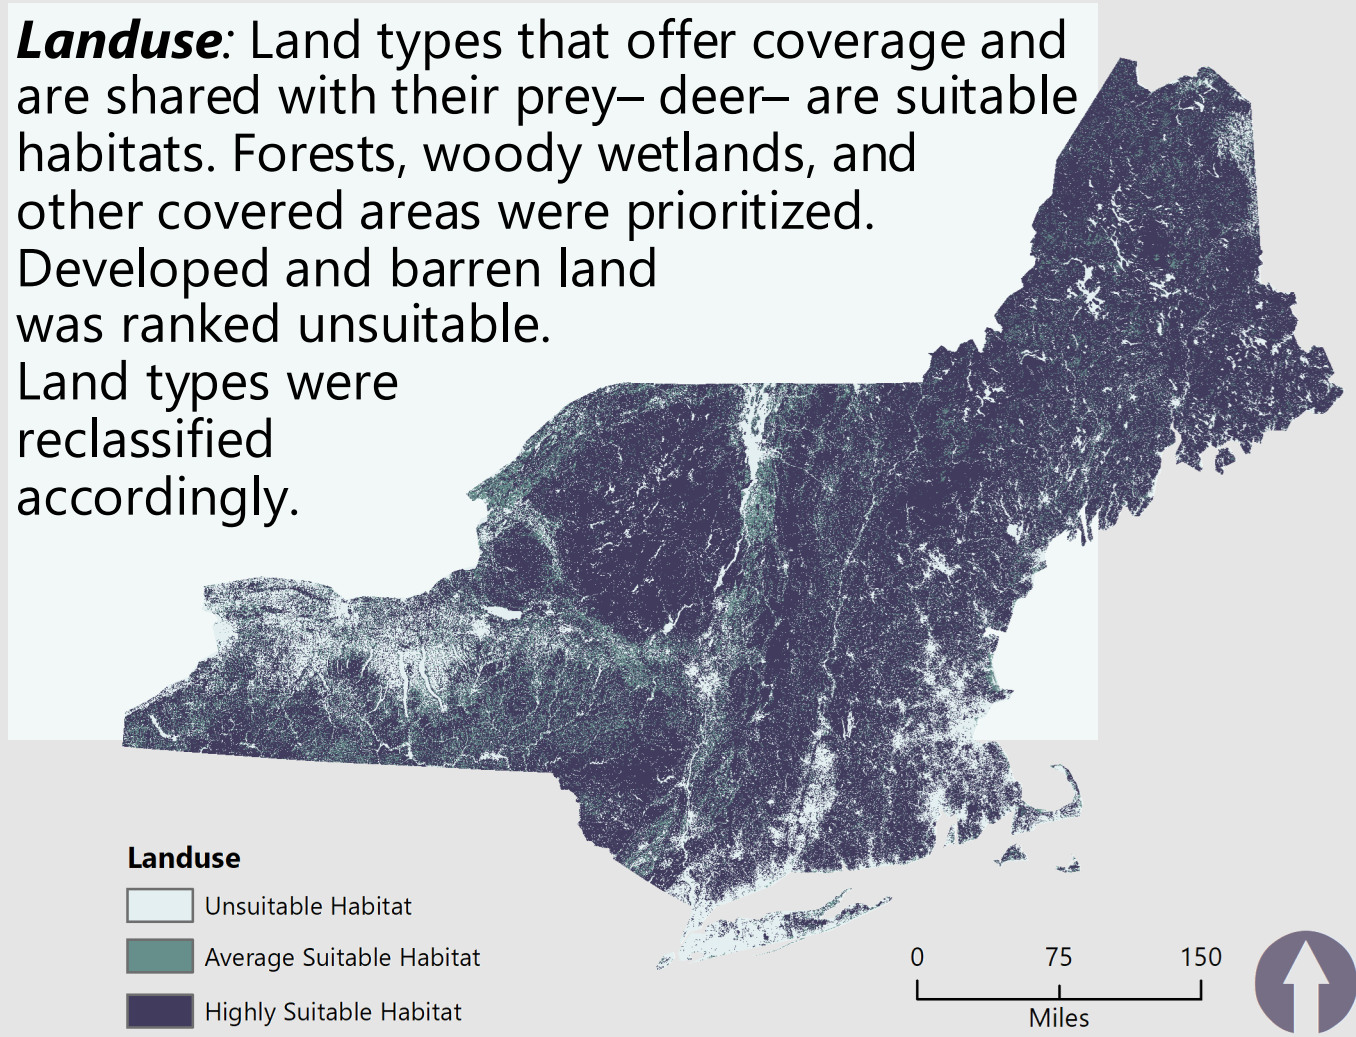 Landuse: Land types that offer coverage and
are shared with their prey– deer– are suitable
habitats. Forests, woody wetlands, and
other covered areas were prioritized.
Developed and barren land
was ranked unsuitable.
Land types were
reclassified
accordingly.
Landuse
Unsuitable Habitat
Average Suitable Habitat
Highly Suitable Habitat
0 75 150
Miles